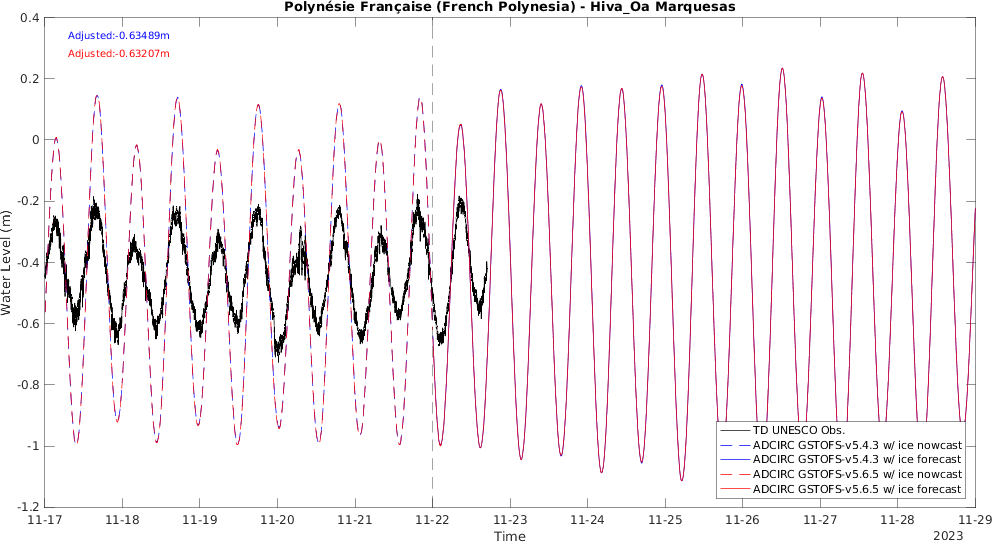 Polynésie Française (French Polynesia) - Hiva_Oa Marquesas
Adjusted:-0.63489m
Adjusted:-0.63207m
0.4
0.2
0
-0.2
-0.4
-0.6
-0.8
-1
-1.2
Water Level (m)
TD UNESCO Obs.
ADCIRC GSTOFS-v5.4.3 w/ ice nowcast
ADCIRC GSTOFS-v5.4.3 w/ ice forecast
ADCIRC GSTOFS-v5.6.5 w/ ice nowcast
ADCIRC GSTOFS-v5.6.5 w/ ice forecast
11-17 11-18 11-19 11-20 11-21 11-22 11-23 11-24 11-25 11-26 11-27 11-28 11-29
Time
2023